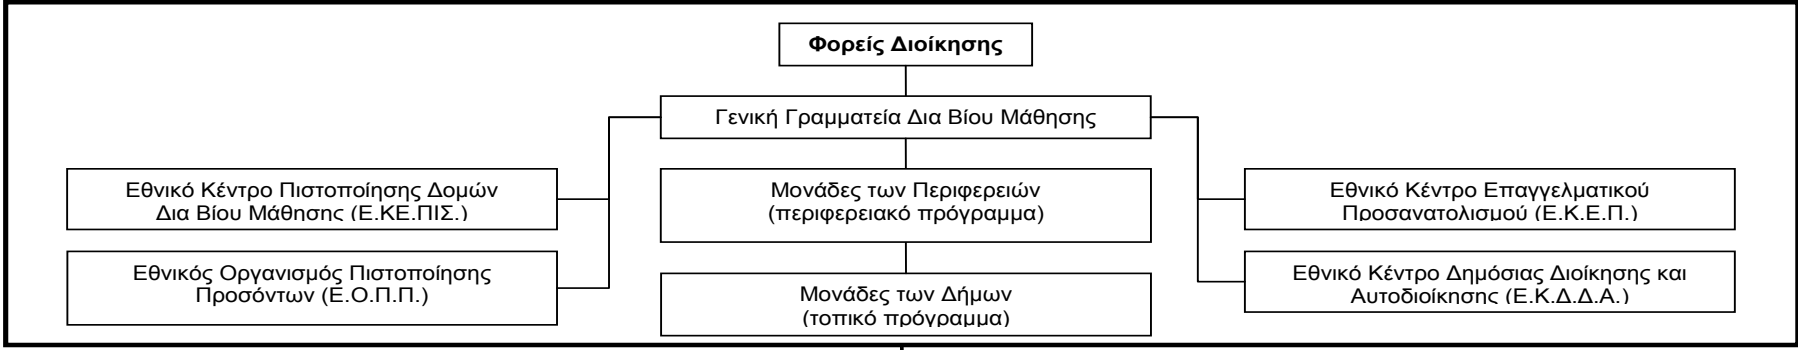 Φορείς Διοίκησης
Γενική Γραμματεία Δια Βίου Μάθησης
Εθνικό Κέντρο Πιστοποίησης Δομών
Δια Βίου Μάθησης (Ε.ΚΕ.ΠΙΣ.)
Εθνικός Οργανισμός Πιστοποίησης
Προσόντων (Ε.Ο.Π.Π.)
Μονάδες των Περιφερειών
(περιφερειακό πρόγραμμα)
Μονάδες των Δήμων
(τοπικό πρόγραμμα)
Εθνικό Κέντρο Επαγγελματικού
Προσανατολισμού (Ε.Κ.Ε.Π.)
Εθνικό Κέντρο Δημόσιας Διοίκησης και
Αυτοδιοίκησης (Ε.Κ.Δ.Δ.Α.)